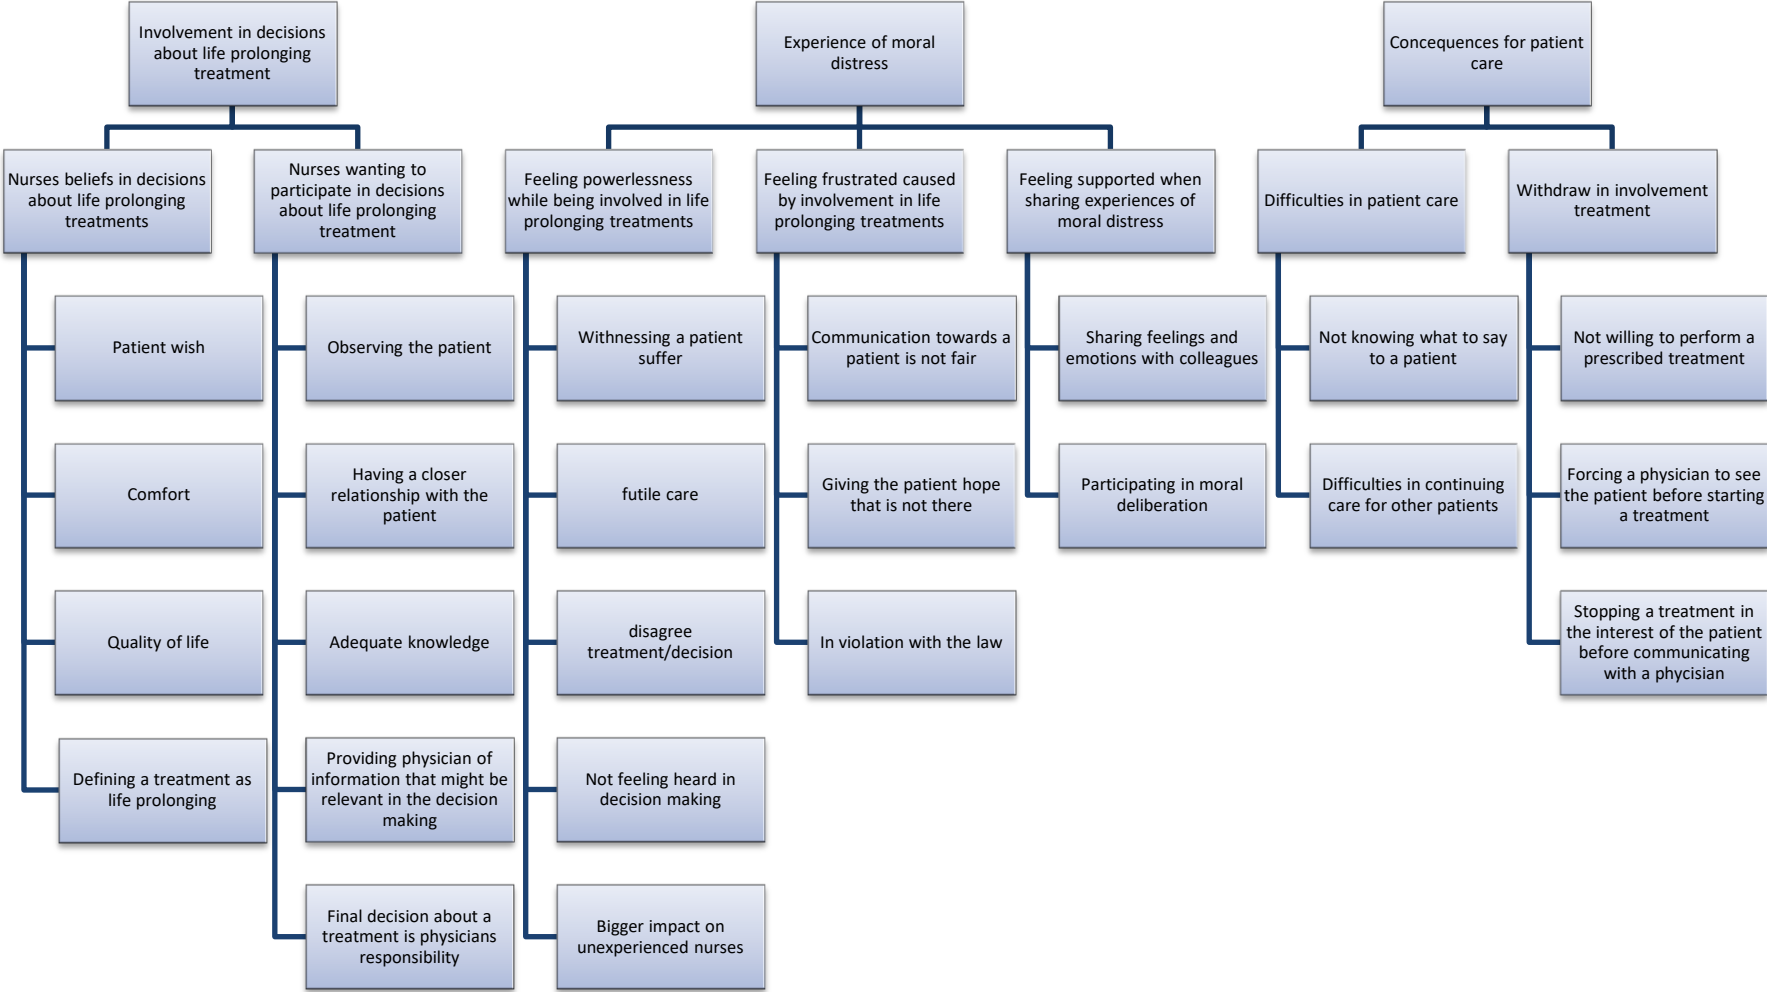 Involvement in decisions
about life prolonging
treatment
Experience of moral
distress
Concequences for patient
care
Nurses beliefs in decisions
about life prolonging
treatments
Nurses wanting to
participate in decisions
about life prolonging
treatment
Feeling powerlessness
while being involved in life
prolonging treatments
Feeling frustrated caused
by involvement in life
prolonging treatments
Feeling supported when
sharing experiences of
moral distress
Difficulties in patient care
Withdraw in involvement
treatment
Patient wish
Observing the patient
Withnessing a patient
suffer
Communication towards a
patient is not fair
Sharing feelings and
emotions with colleagues
Not knowing what to say
to a patient
Not willing to perform a
prescribed treatment
Comfort
Having a closer
relationship with the
patient
futile care
Giving the patient hope
that is not there
Participating in moral
deliberation
Difficulties in continuing
care for other patients
Forcing a physician to see
the patient before starting
a treatment
Quality of life
Adequate knowledge
disagree
treatment/decision
In violation with the law
Stopping a treatment in
the interest of the patient
before communicating
with a phycisian
Defining a treatment as
life prolonging
Providing physician of
information that might be
relevant in the decision
making
Not feeling heard in
decision making
Final decision about a
treatment is physicians
responsibility
Bigger impact on
unexperienced nurses